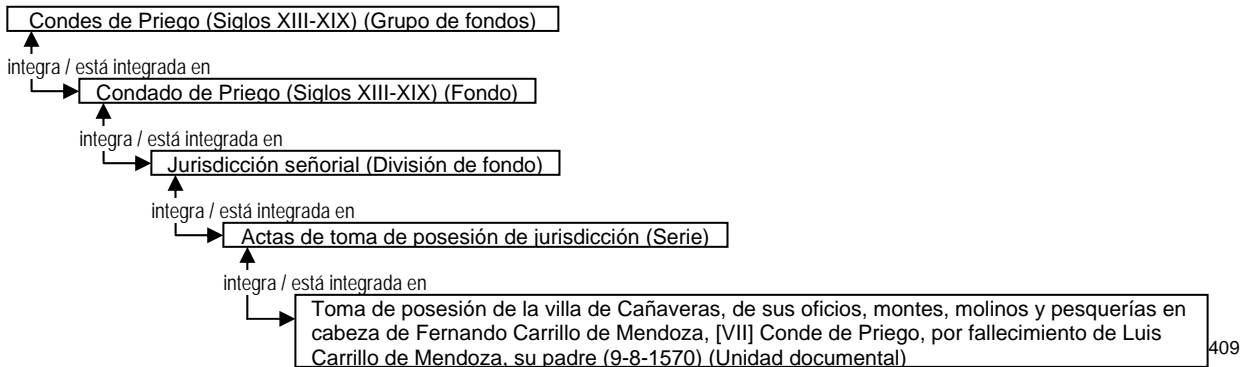 Condes de Priego (Siglos XIII-XIX) (Grupo de fondos)
integra / está integrada en
Condado de Priego (Siglos XIII-XIX) (Fondo)
integra / está integrada en
Jurisdicción señorial (División de fondo)
integra / está integrada en
Actas de toma de posesión de jurisdicción (Serie)
integra / está integrada en
Toma de posesión de la villa de Cañaveras, de sus oficios, montes, molinos y pesquerías en
cabeza de Fernando Carrillo de Mendoza, [VII] Conde de Priego, por fallecimiento de Luis
Carrillo de Mendoza, su padre (9-8-1570) (Unidad documental)
409